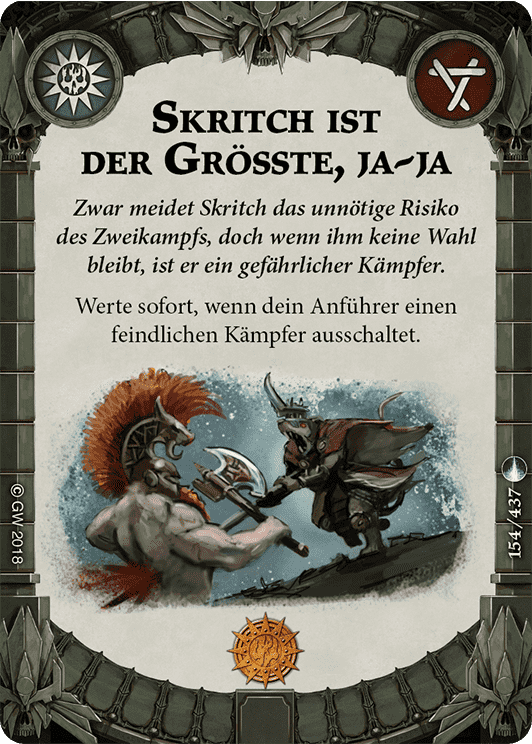 Skritch ist
der Grösste, ja-ja
Zwar meidet Skritch das unnötige Risiko
des Zweikampfs, doch wenn ihm keine Wahl
bleibt, ist er ein gefährlicher Kämpfer.
Werte sofort, wenn dein Anführer einen
feindlichen Kämpfer ausschaltet.
© GW 2018
154/437